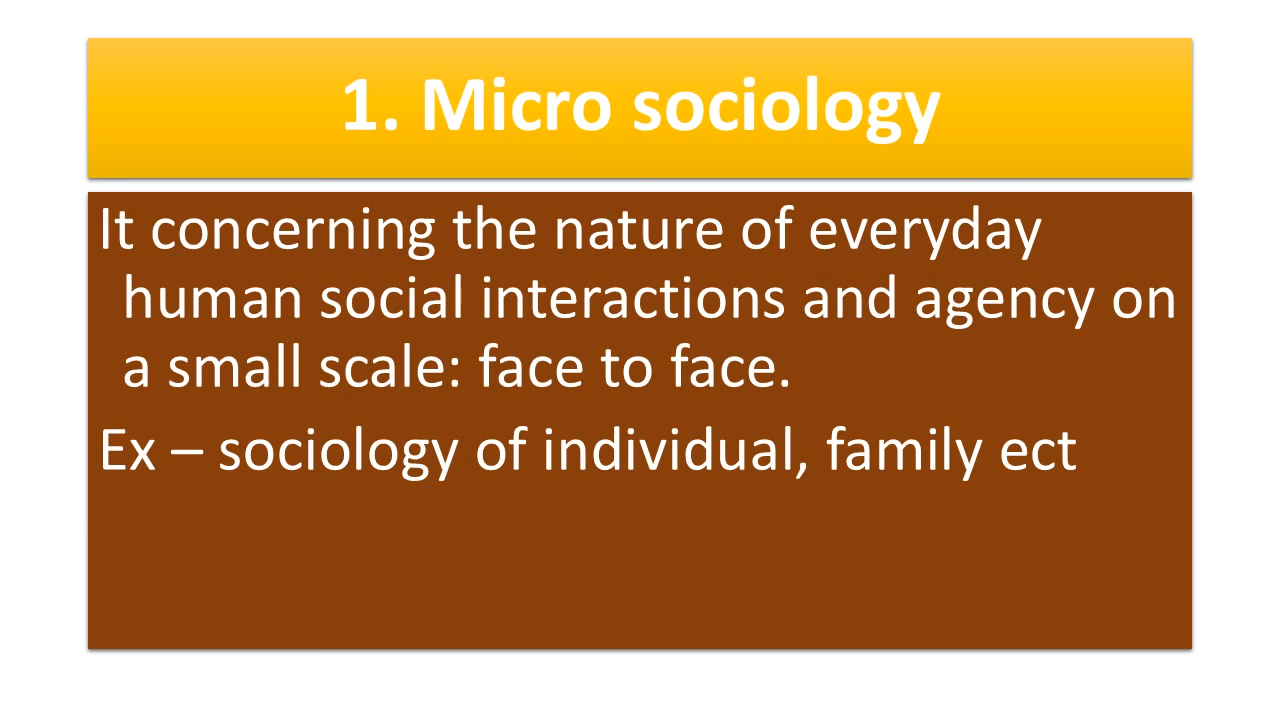 1. Micro sociology
It concerning the nature of everyday
human social interactions and agency on
a small scale: face to face.
Ex – sociology of individual, family ect